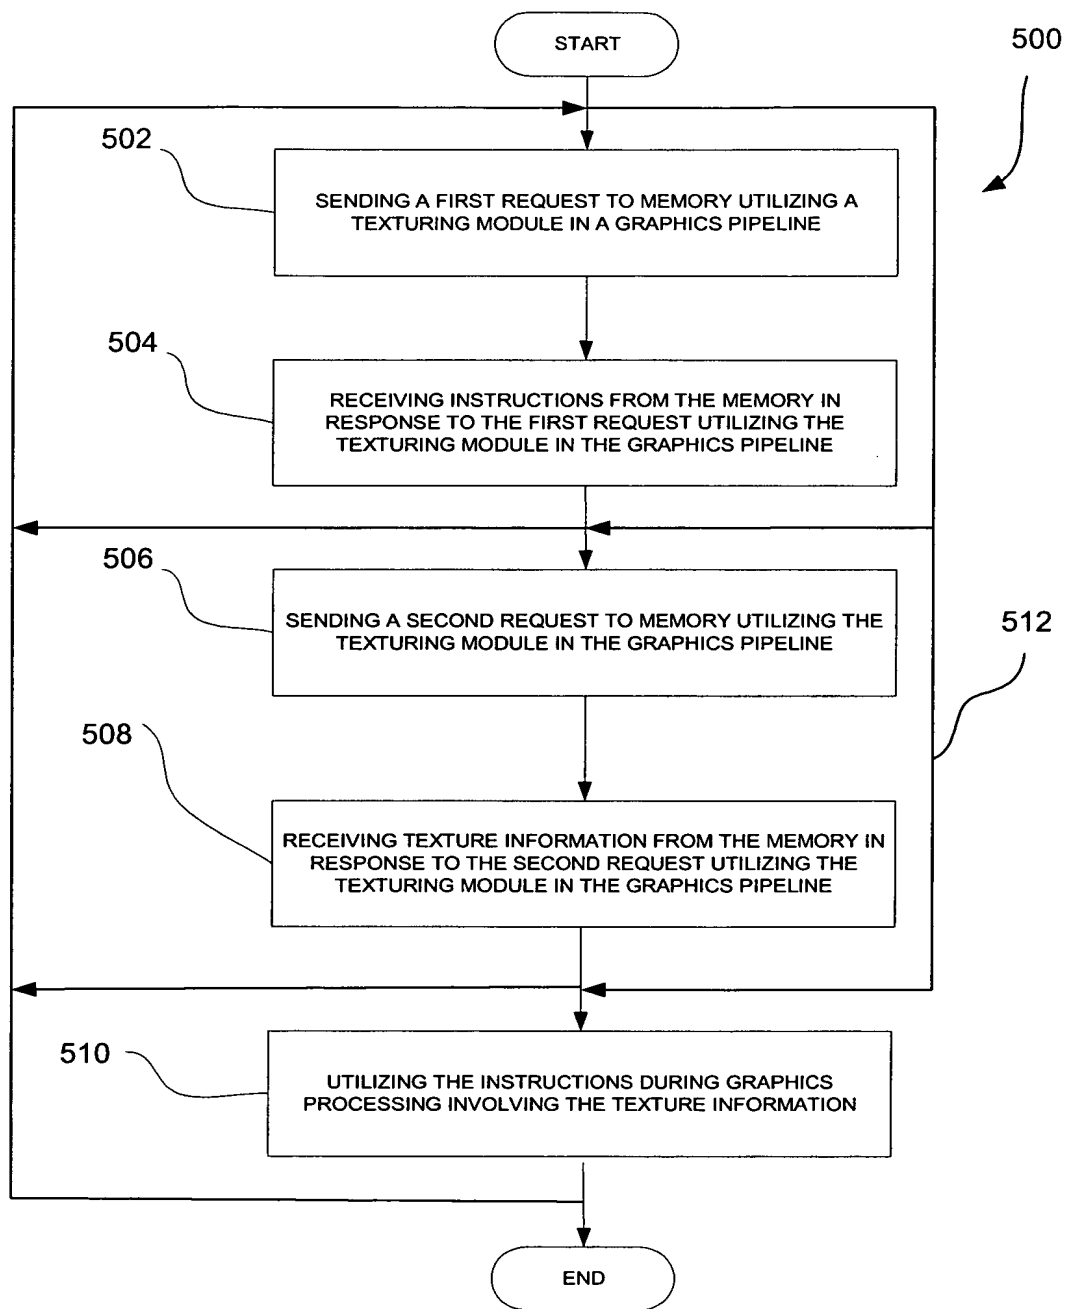 START
500
502
SENDING A FIRST REQUEST TO MEMORY UTILIZING A
TEXTURING MODULE IN A GRAPHICS PIPELINE
504
RECEIVING INSTRUCTIONS FROM THE MEMORY IN
RESPONSE TO THE FIRST REQUEST UTILIZING THE
TEXTURING MODULE IN THE GRAPHICS PIPELINE
506
SENDING A SECOND REQUEST TO MEMORY UTILIZING THE
TEXTURING MODULE IN THE GRAPHICS PIPELINE
512
508
RECEIVING TEXTURE INFORMATION FROM THE MEMORY IN
RESPONSE TO THE SECOND REQUEST UTILIZING THE
TEXTURING MODULE IN THE GRAPHICS PIPELINE
510
UTILIZING THE INSTRUCTIONS DURING GRAPHICS
PROCESSING INVOLVING THE TEXTURE INFORMATION
END